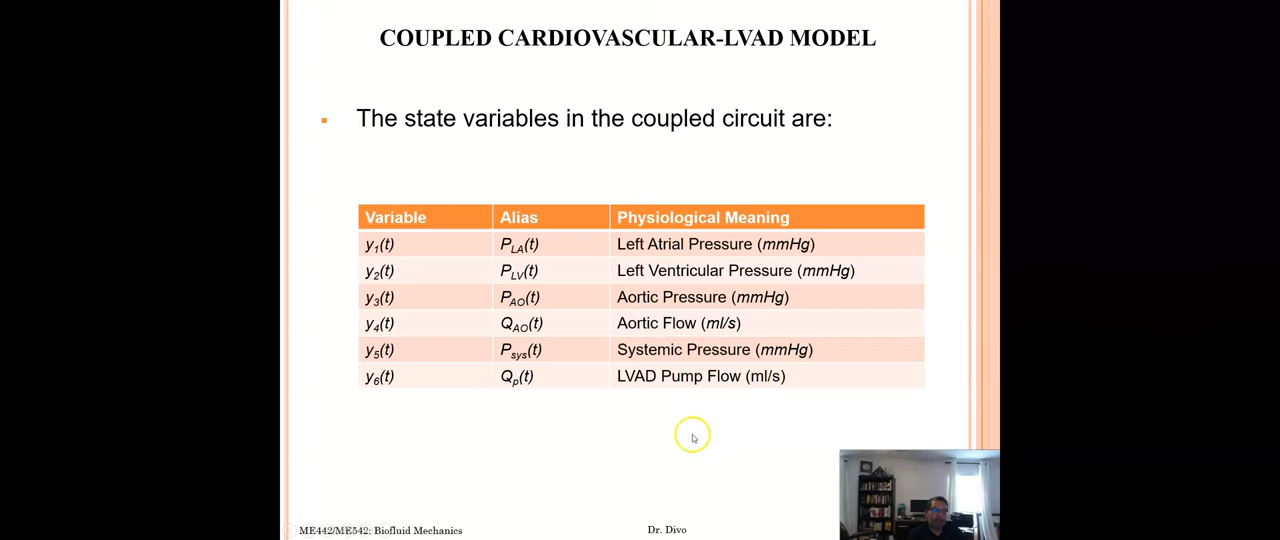 COUPLED CARDIOVASCULAR-LVAD MODEL
▪ The state variables in the coupled circuit are:
Variable Alias Physiological Meaning
y1(t) PLA(t) Left Atrial Pressure (mmHg)
y2(t) PLV(t) Left Ventricular Pressure (mmHg)
y3(t) PAO(t) Aortic Pressure (mmHg)
y4(t) QAO(t) Aortic Flow (ml/s)
y5(t) Psys(t) Systemic Pressure (mmHg)
y6(t) Qp(t) LVAD Pump Flow (ml/s)
ME442/ME542: Biofluid Mechanics Dr. Divo